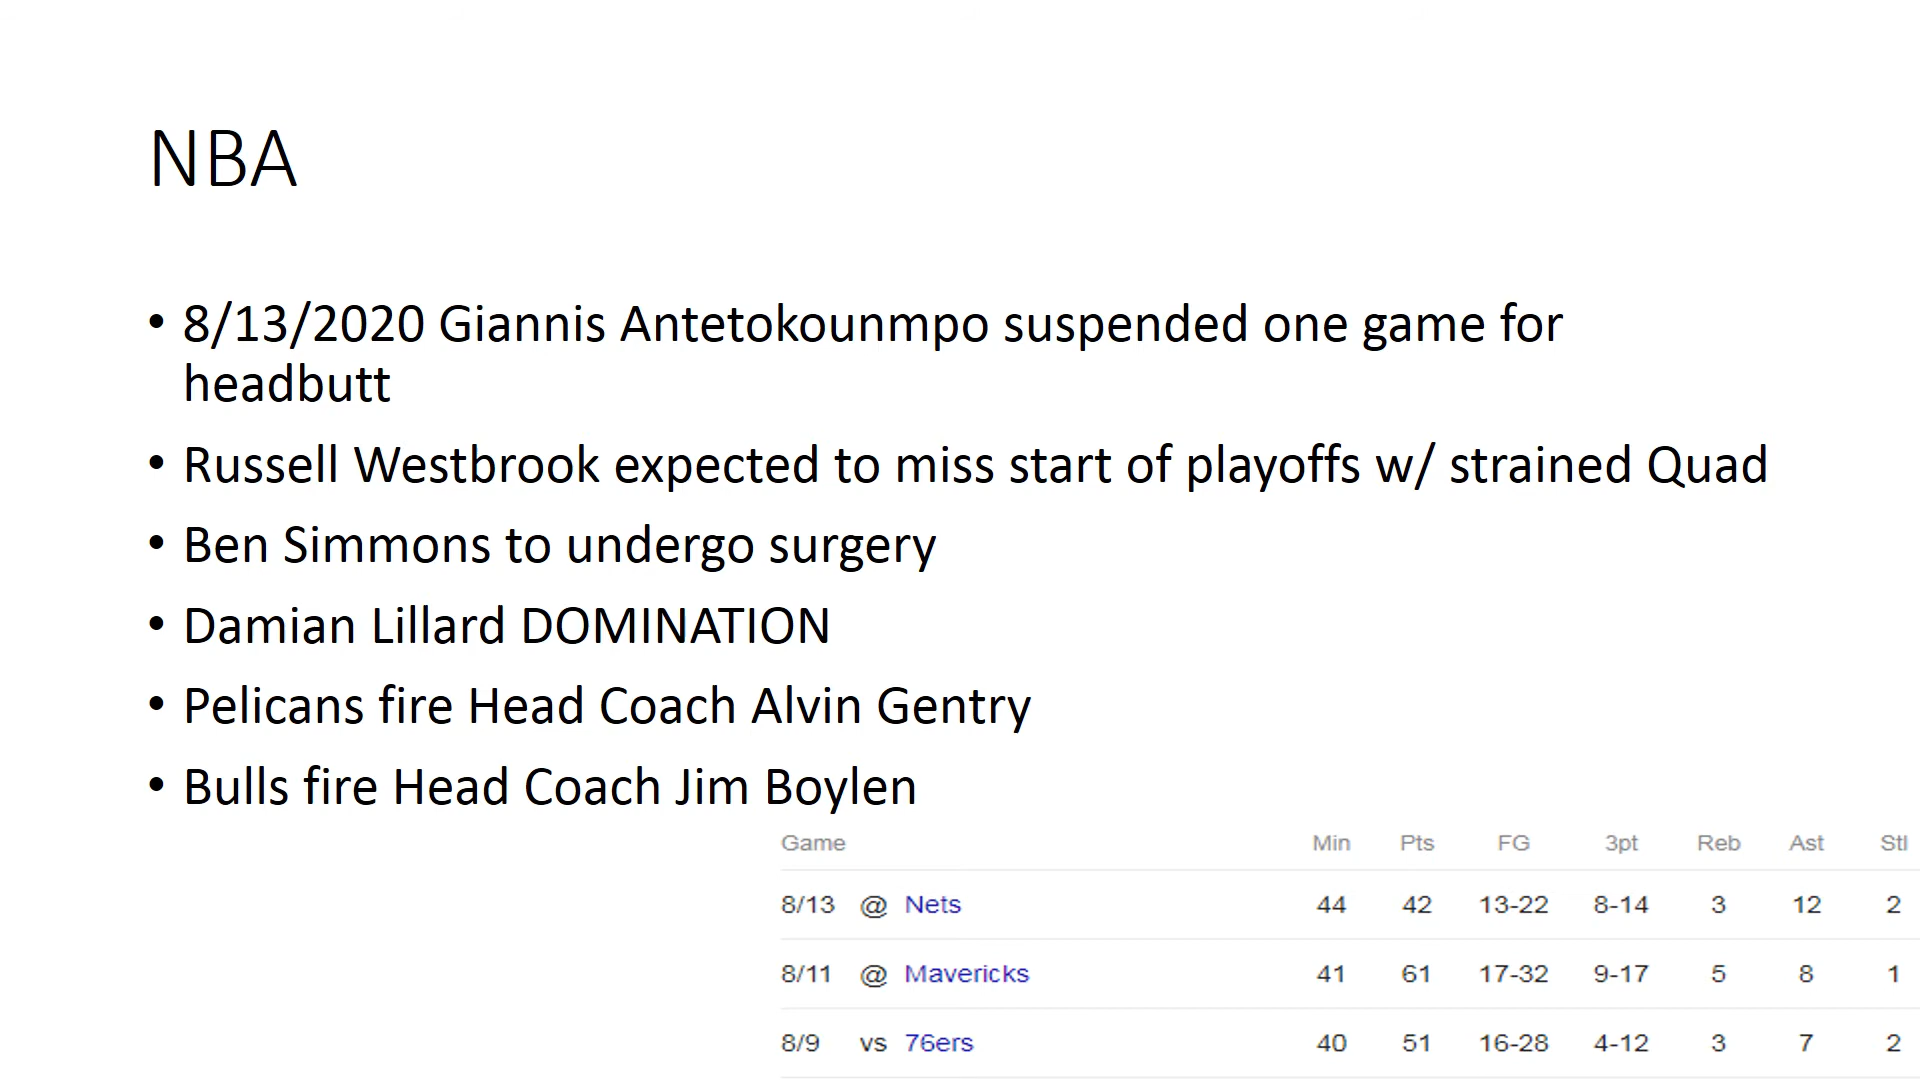 NBA
• 8/13/2020 Giannis Antetokounmpo suspended one game for
headbutt
• Russell Westbrook expected to miss start of playoffs w/ strained Quad
• Ben Simmons to undergo surgery
• Damian Lillard DOMINATION
• Pelicans fire Head Coach Alvin Gentry
• Bulls fire Head Coach Jim Boylen
Game Min Pts FG 3pt Reb Ast Stl
8/13 @ Nets 44 42 13-22 8-14 3 12 2
8/11 @ Mavericks 41 61 17-32 9-17 5 8 1
8/9 vs 76ers 40 51 16-28 4-12 3 7 2